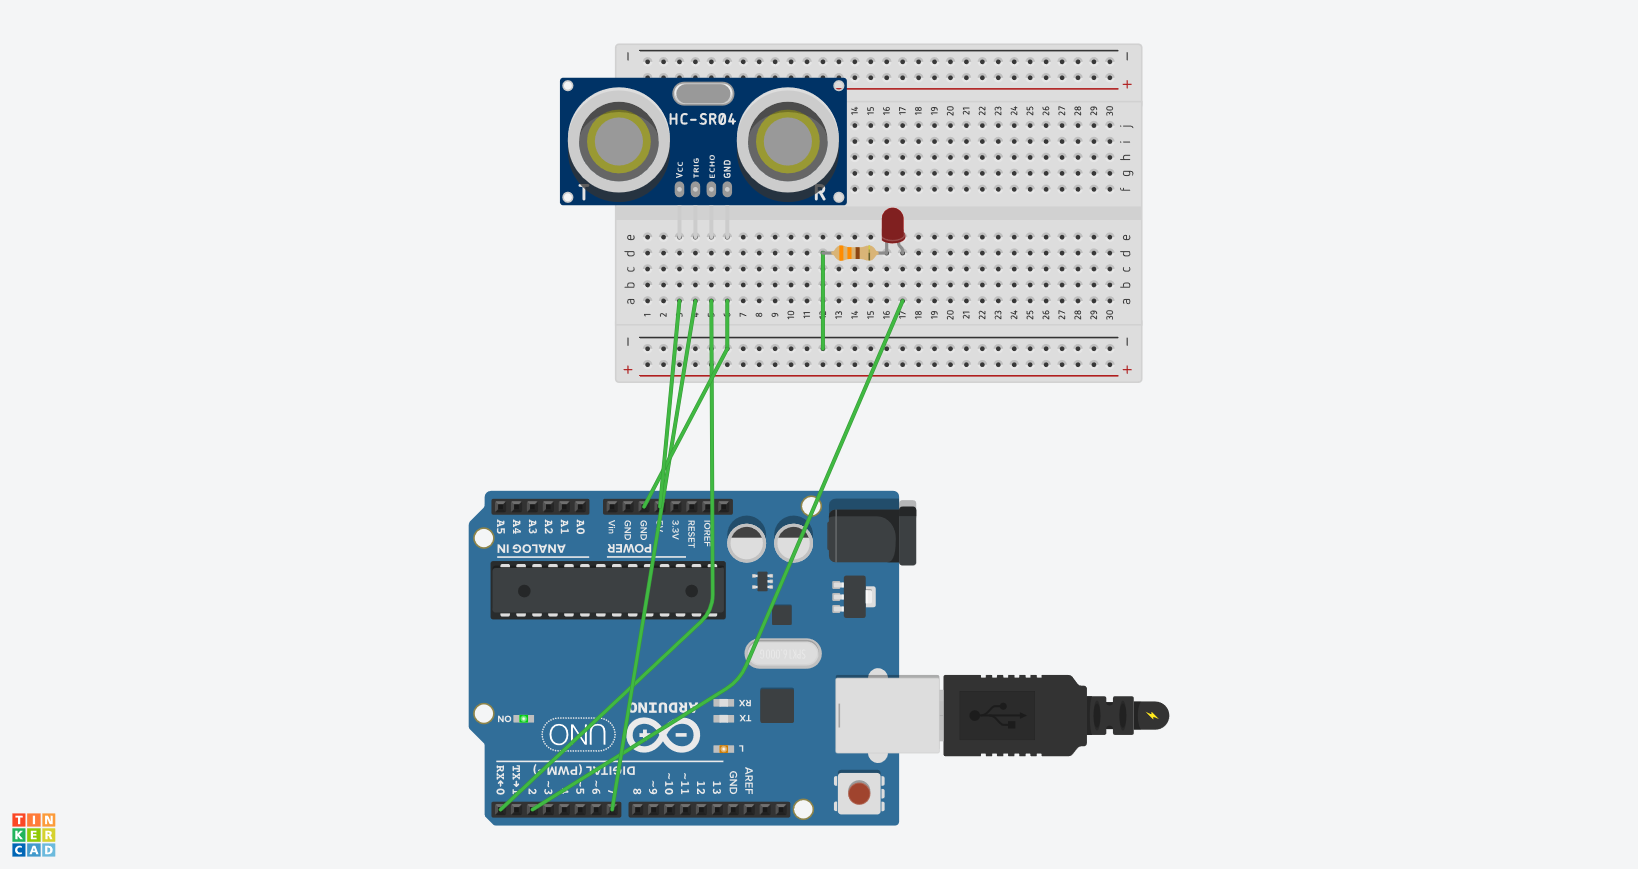 − −
+
14 15 16 17 18 19 20 21 22 23 24 25 26 27 28 29 30
HC-SR04
j j
i
h
g
f
VCC TRIG ECHO GND
T R
e e
d d
c c
b b
a a
1 2 3 4 5 6 7 8 9 10 11 12 13 14 15 16 17 18 19 20 21 22 23 24 25 26 27 28 29 30
− −
+ +
A5 A4 A3 A2 A1 A0 Vin GND GND 5V 3.3V RESET IOREF
ANALOG IN POWER
ARDUINO
UNO
ON
RX
TX
L
DIGITAL (PWM~)
RX←0 TX→1 2 ~3 4 ~5 ~6 7 8 ~9 ~10 ~11 12 13 GND AREF
TIN
KER
CAD